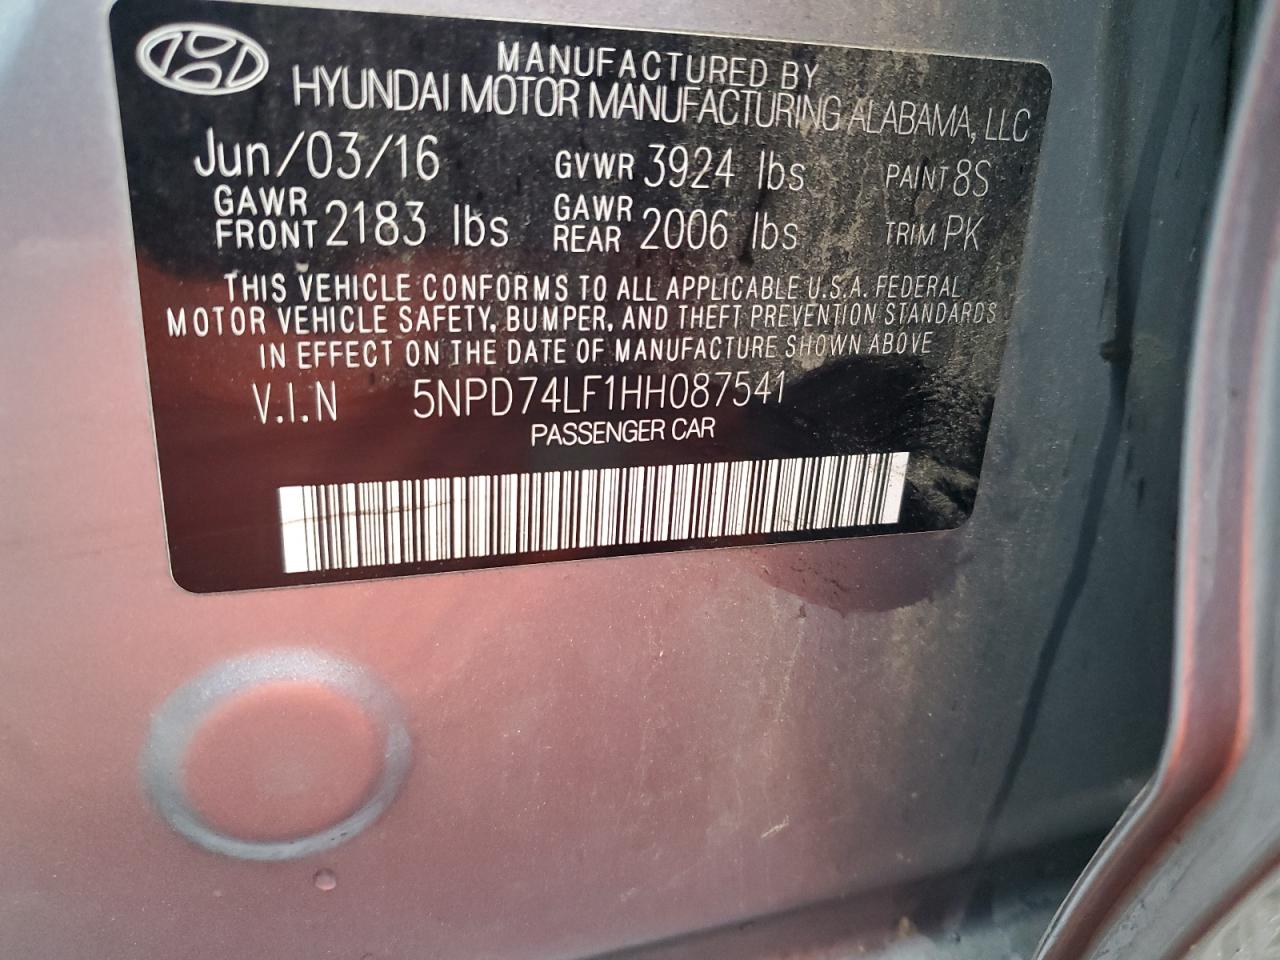 MANUFACTURED BY
HYUNDAI MOTOR MANUFACTURING ALABAMA, LLC
Jun/03/16 GVWR 3924 lbs PAINT 8S
GAWR FRONT 2183 lbs GAWR REAR 2006 lbs TRIM PK
THIS VEHICLE CONFORMS TO ALL APPLICABLE U.S.A. FEDERAL
MOTOR VEHICLE SAFETY, BUMPER, AND THEFT PREVENTION STANDARDS
IN EFFECT ON THE DATE OF MANUFACTURE SHOWN ABOVE
V.I.N 5NPD74LF1HH087541
PASSENGER CAR